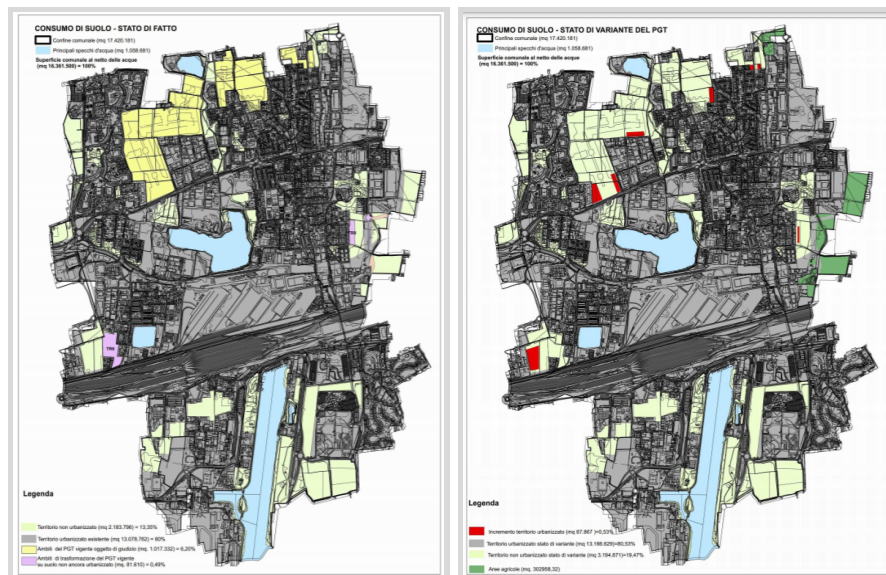 CONSUMO DI SUOLO - STATO DI FATTO
Confine comunale (mq 17.420.181)
Principali specchi d'acqua (mq 1.058.681)
Superficie comunale al netto delle acque
(mq 16.361.500) = 100%
TR6
Legenda
Territorio non urbanizzato (mq 2.183.796) = 13,35%
Territorio urbanizzato esistente (mq 13.078.762) = 80%
Ambiti del PGT vigente oggetto di giudizio (mq 1.017.332) = 6,20%
Ambiti di trasformazione del PGT vigente
su suolo non ancora urbanizzato (mq. 81.610) = 0,49%
CONSUMO DI SUOLO - STATO DI VARIANTE DEL PGT
Confine comunale (mq 17.420.181)
Principali specchi d'acqua (mq 1.058.681)
Superficie comunale al netto delle acque
(mq 16.361.500) = 100%
Legenda
Incremento territorio urbanizzato (mq 87.867 )=0,53%
Territorio urbanizzato stato di variante (mq 13.166.629)=80,53%
Territorio non urbanizzato stato di variante (mq 3.194.871)=19,47%
Aree agricole (mq. 302958,32)